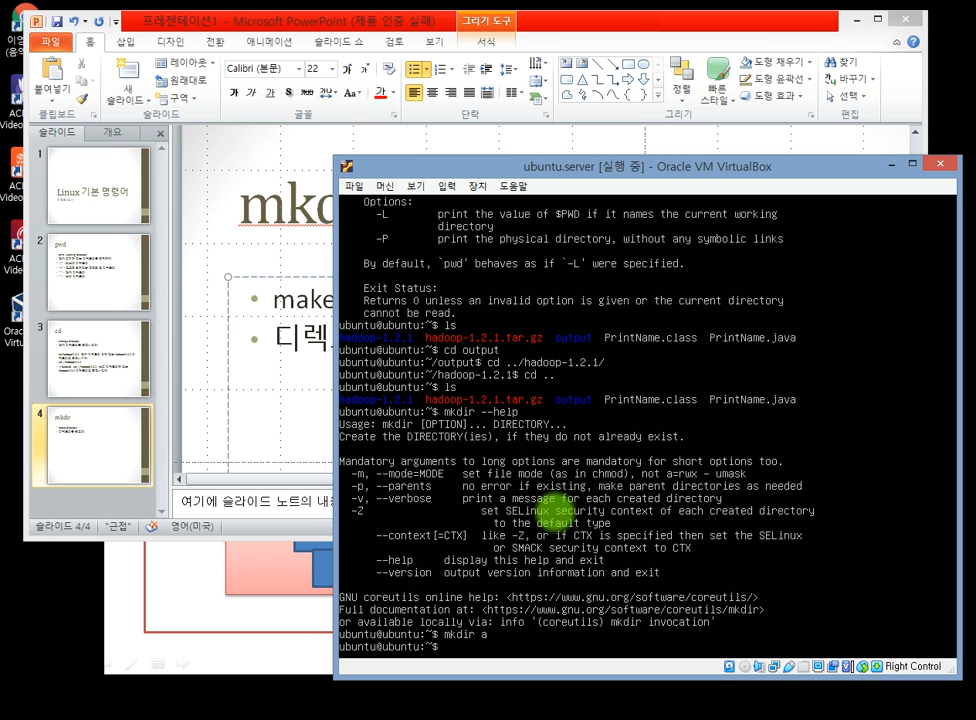 프레젠테이션1 - Microsoft PowerPoint (제품 인증 실패)
그리기 도구
파일
홈
삽입
디자인
전환
애니메이션
슬라이드 쇼
검토
보기
서식
붙여넣기
새
슬라이드
레이아웃
원래대로
구역
Calibri (본문)
22
가
정렬
빠른
스타일
도형 채우기
도형 윤곽선
도형 효과
찾기
바꾸기
선택
클립보드
슬라이드
글꼴
단락
그리기
편집
슬라이드
개요
1
Linux 기본 명령어
2
pwd
3
cd
4
mkdir
mkd
make
디렉
여기에 슬라이드 노트의 내
슬라이드 4/4
"근접"
영어(미국)
ubuntu.server [실행 중] - Oracle VM VirtualBox
파일 머신 보기 입력 장치 도움말
Options:
-L print the value of $PWD if it names the current working
directory
-P print the physical directory, without any symbolic links
By default, `pwd' behaves as if `-L' were specified.
Exit Status:
Returns 0 unless an invalid option is given or the current directory
cannot be read.
ubuntu@ubuntu:~$ ls
hadoop-1.2.1 hadoop-1.2.1.tar.gz output PrintName.class PrintName.java
ubuntu@ubuntu:~$ cd output
ubuntu@ubuntu:~/output$ cd ../hadoop-1.2.1/
ubuntu@ubuntu:~/hadoop-1.2.1$ cd ..
ubuntu@ubuntu:~$ ls
hadoop-1.2.1 hadoop-1.2.1.tar.gz output PrintName.class PrintName.java
ubuntu@ubuntu:~$ mkdir --help
Usage: mkdir [OPTION]... DIRECTORY...
Create the DIRECTORY(ies), if they do not already exist.
Mandatory arguments to long options are mandatory for short options too.
-m, --mode=MODE set file mode (as in chmod), not a=rwx - umask
-p, --parents no error if existing, make parent directories as needed
-v, --verbose print a message for each created directory
-Z set SELinux security context of each created directory
to the default type
--context[=CTX] like -Z, or if CTX is specified then set the SELinux
or SMACK security context to CTX
--help display this help and exit
--version output version information and exit
GNU coreutils online help: <https://www.gnu.org/software/coreutils/>
Full documentation at: <https://www.gnu.org/software/coreutils/mkdir>
or available locally via: info '(coreutils) mkdir invocation'
ubuntu@ubuntu:~$ mkdir a
ubuntu@ubuntu:~$
Right Control